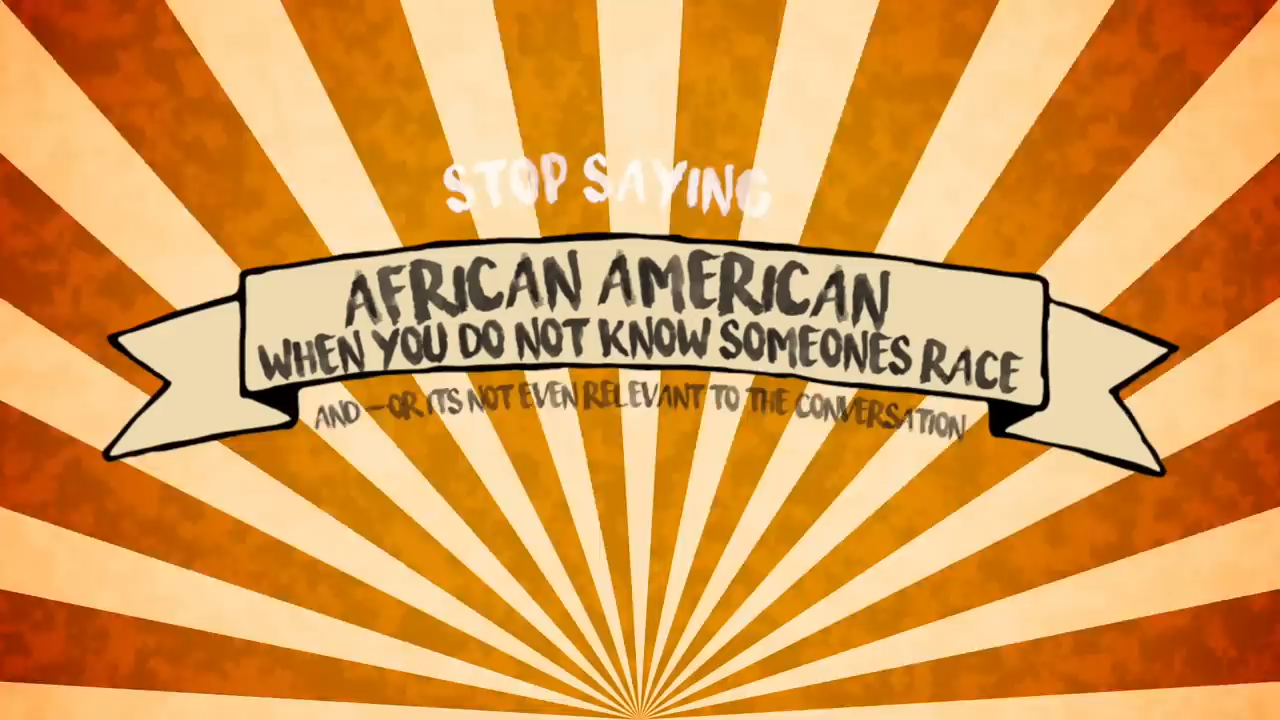 STOP SAYING
AFRICAN AMERICAN
WHEN YOU DO NOT KNOW SOMEONES RACE
AND - OR ITS NOT EVEN RELEVANT TO THE CONVERSATION